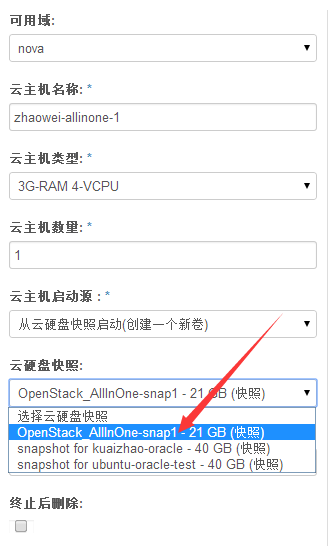 可用域:
nova
云主机名称: *
zhaowei-allinone-1
云主机类型: *
3G-RAM 4-VCPU
云主机数量: *
1
云主机启动源 : *
从云硬盘快照启动(创建一个新卷)
云硬盘快照:
OpenStack_AllInOne-snap1 - 21 GB (快照)
选择云硬盘快照
OpenStack_AllInOne-snap1 - 21 GB (快照)
snapshot for kuaizhao-oracle - 40 GB (快照)
snapshot for ubuntu-oracle-test - 40 GB (快照)
终止后删除: